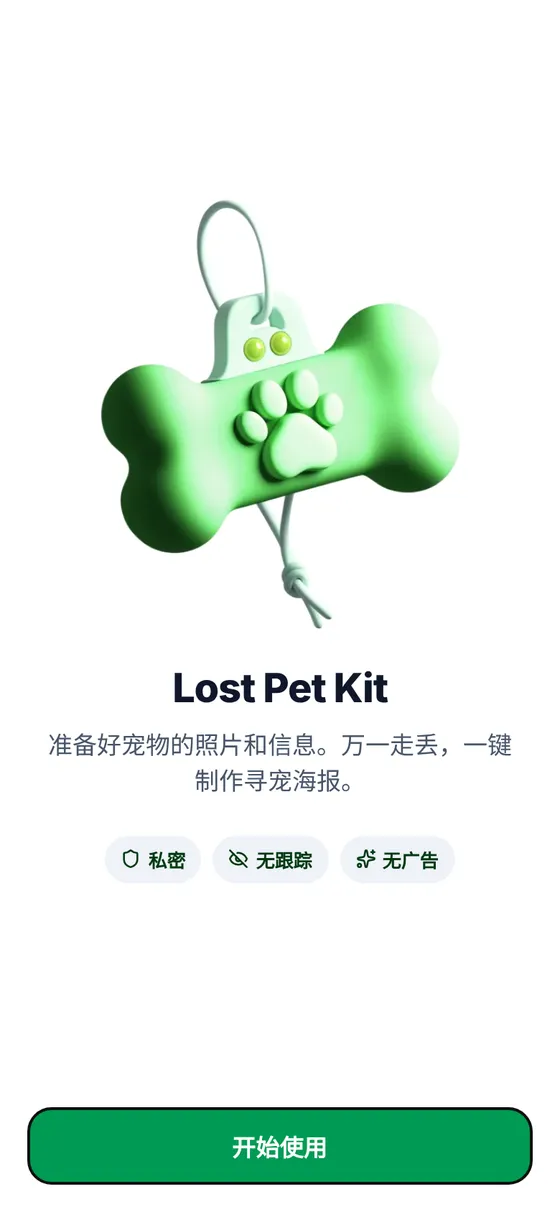 Lost Pet Kit
准备好宠物的照片和信息。万一走丢，一键
制作寻宠海报。
私密
无跟踪
无广告
开始使用